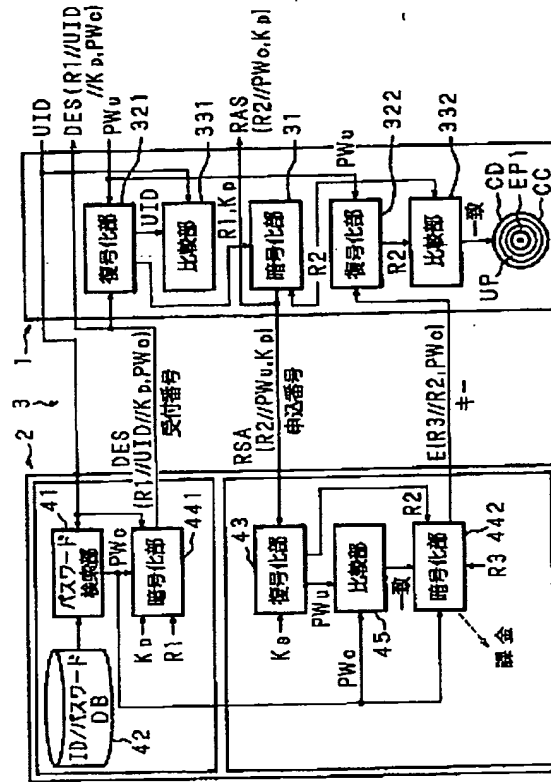 2
3
1
ID/パスワード
DB
42
41
パスワード
検索部
PWc
暗号化部
441
Kp
R1
DES
(R1//UID//Kp,PWc)
受付番号
復号化部
321
UID
比較部
331
R1,Kp
UID
DES(R1//UID
//Kp,PWc)
PWu
43
復号化部
Ks
PWu
R2
PWc
比較部
45
一致
暗号化部
442
R3
課金
RSA
(R2//PWu,Kp)
申込番号
暗号化部
31
RAS
(R2//PWc,Kp)
R2
PWu
E(R3//R2,PWc)
キー
復号化部
322
R2
比較部
332
一致
UP
CD
EP1
CC